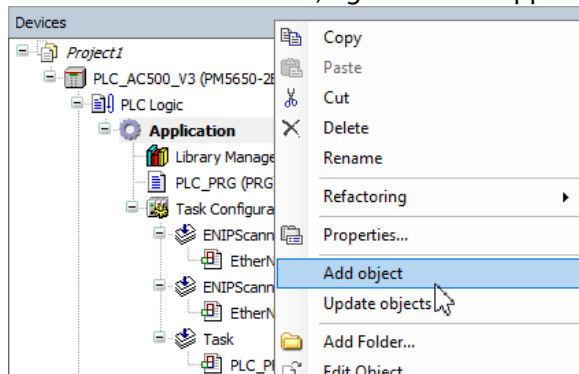 Devices
Project1
PLC_AC500_V3 (PM5650-2
PLC Logic
Application
Library Manage
PLC_PRG (PRG
Task Configura
ENIPScann
EtherN
ENIPScann
EtherN
Task
PLC_P
Copy
Paste
Cut
Delete
Rename
Refactoring
Properties...
Add object
Update objects
Add Folder...
Edit Object